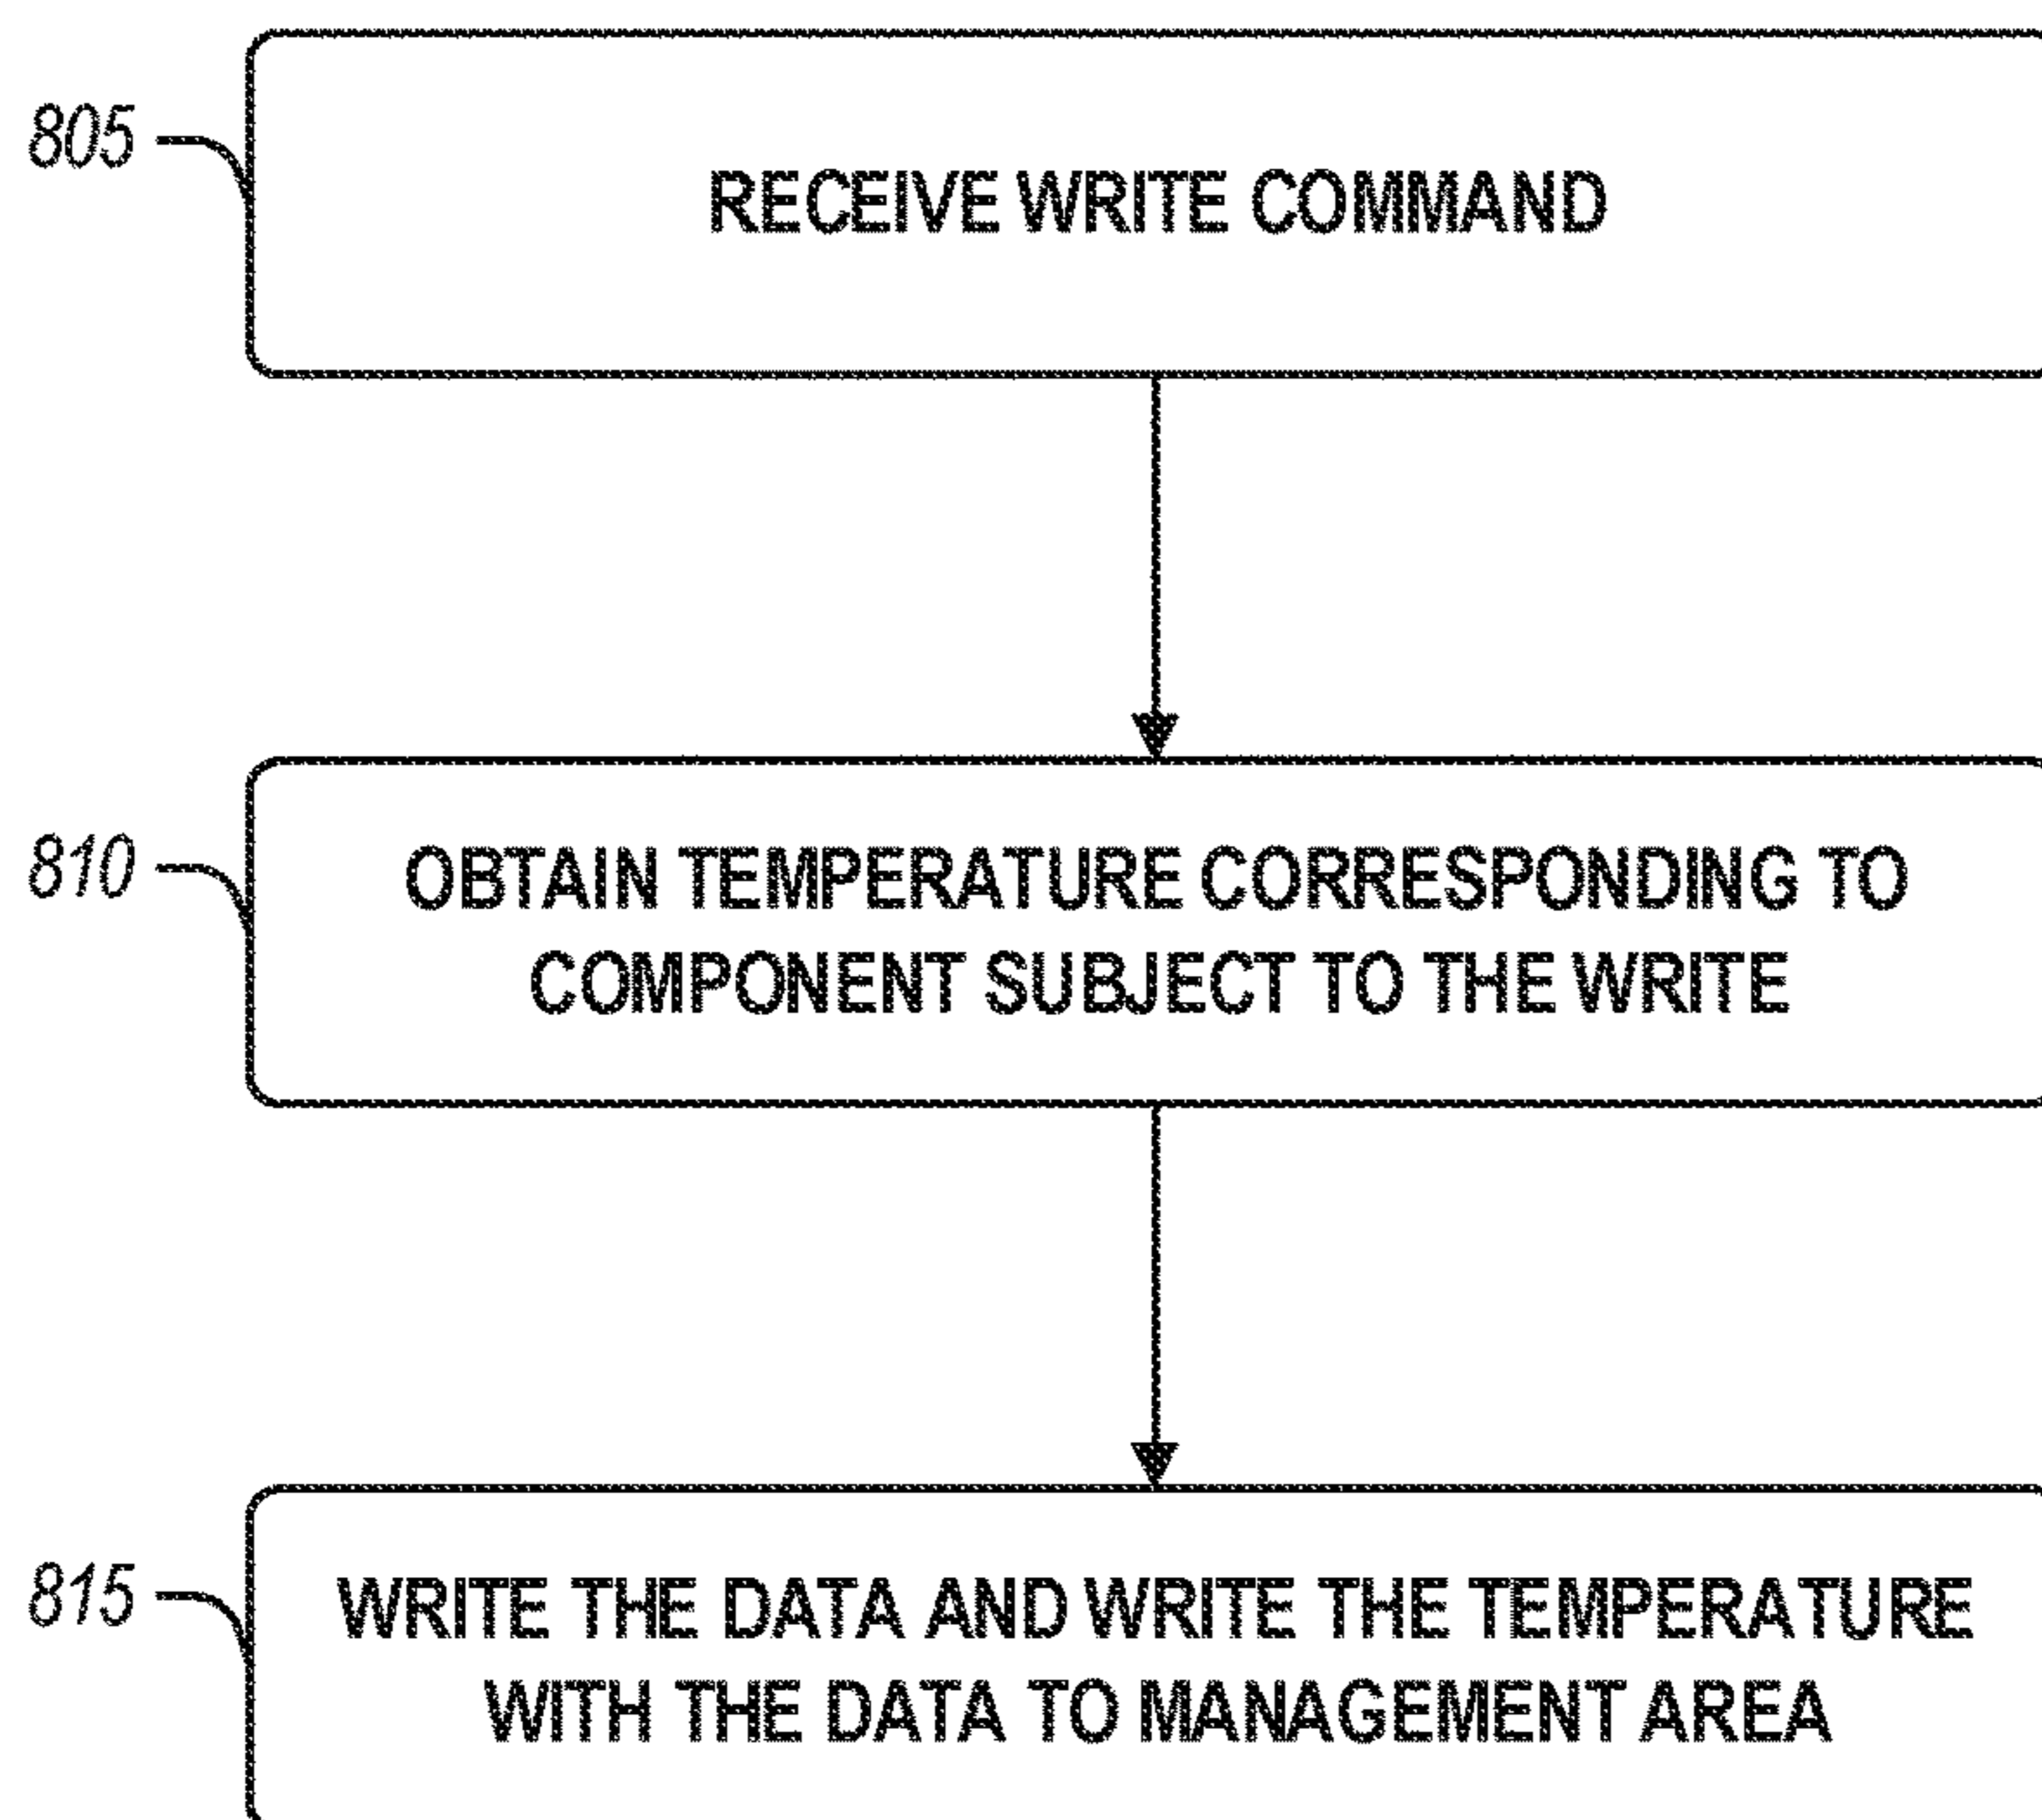 805
RECEIVE WRITE COMMAND
810
OBTAIN TEMPERATURE CORRESPONDING TO
COMPONENT SUBJECT TO THE WRITE
815
WRITE THE DATA AND WRITE THE TEMPERATURE
WITH THE DATA TO MANAGEMENT AREA